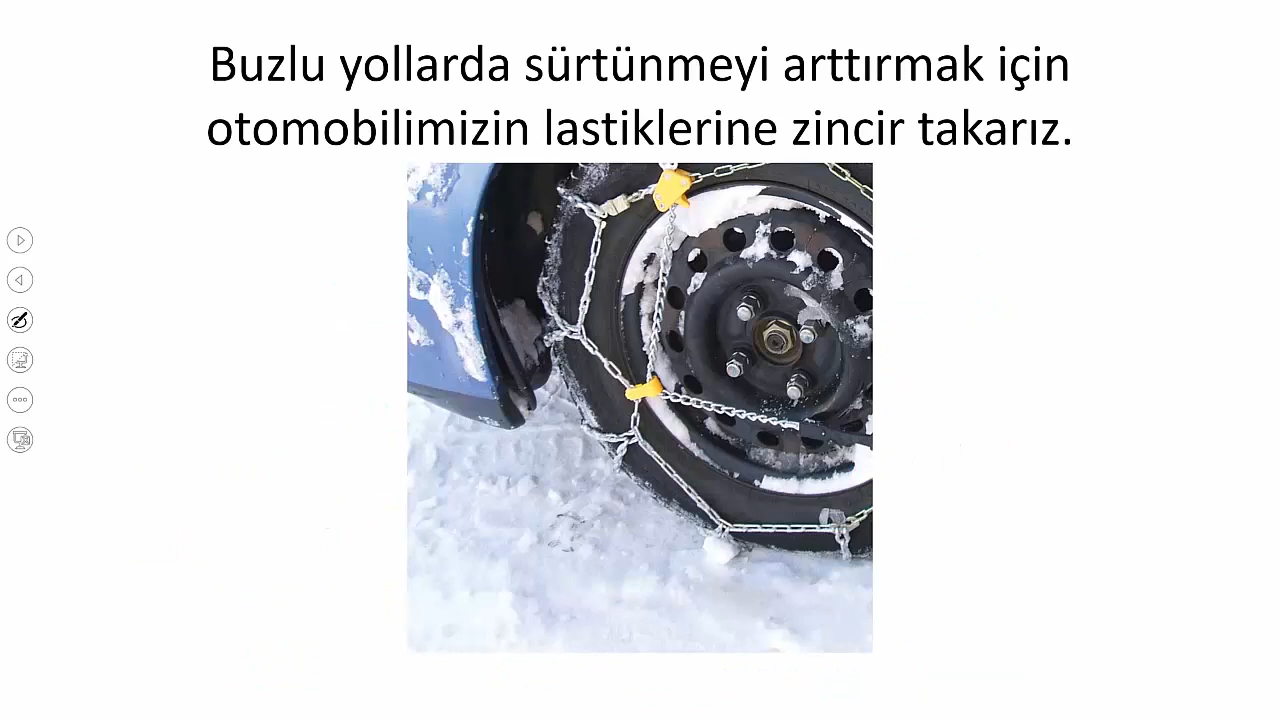 Buzlu yollarda sürtünmeyi arttırmak için
otomobilimizin lastiklerine zincir takarız.